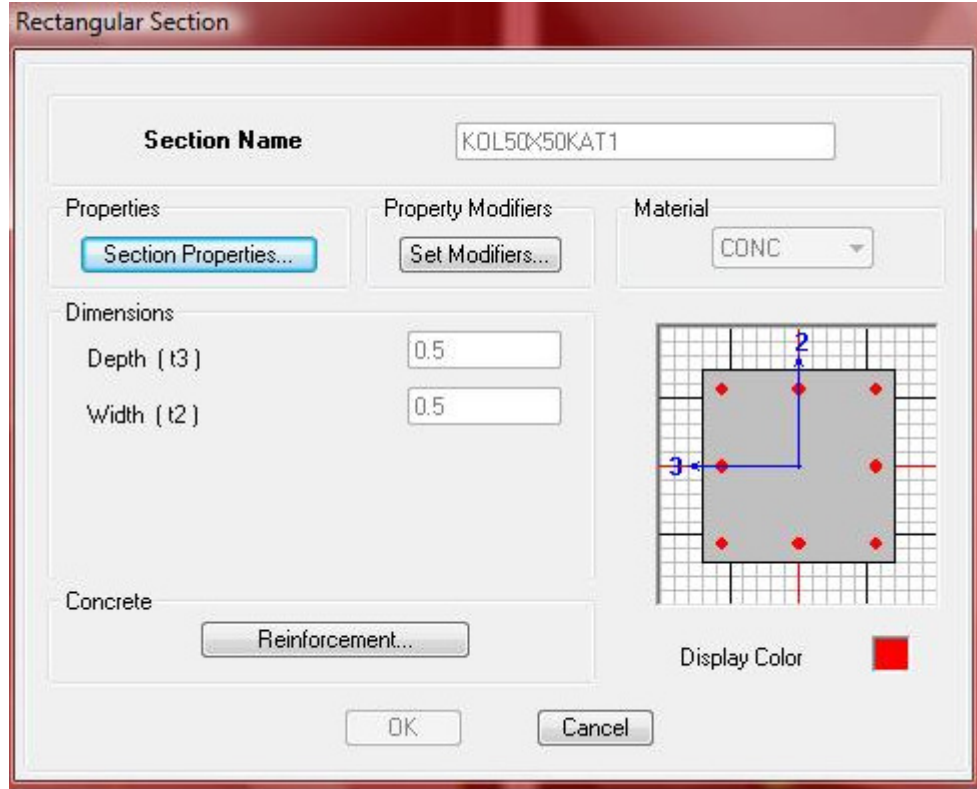 Rectangular Section
Section Name KOL50X50KAT1
Properties Property Modifiers Material
Section Properties... Set Modifiers... CONC
Dimensions
Depth ( t3 ) 0.5
Width ( t2 ) 0.5
2
3
Concrete
Reinforcement...
Display Color
OK Cancel